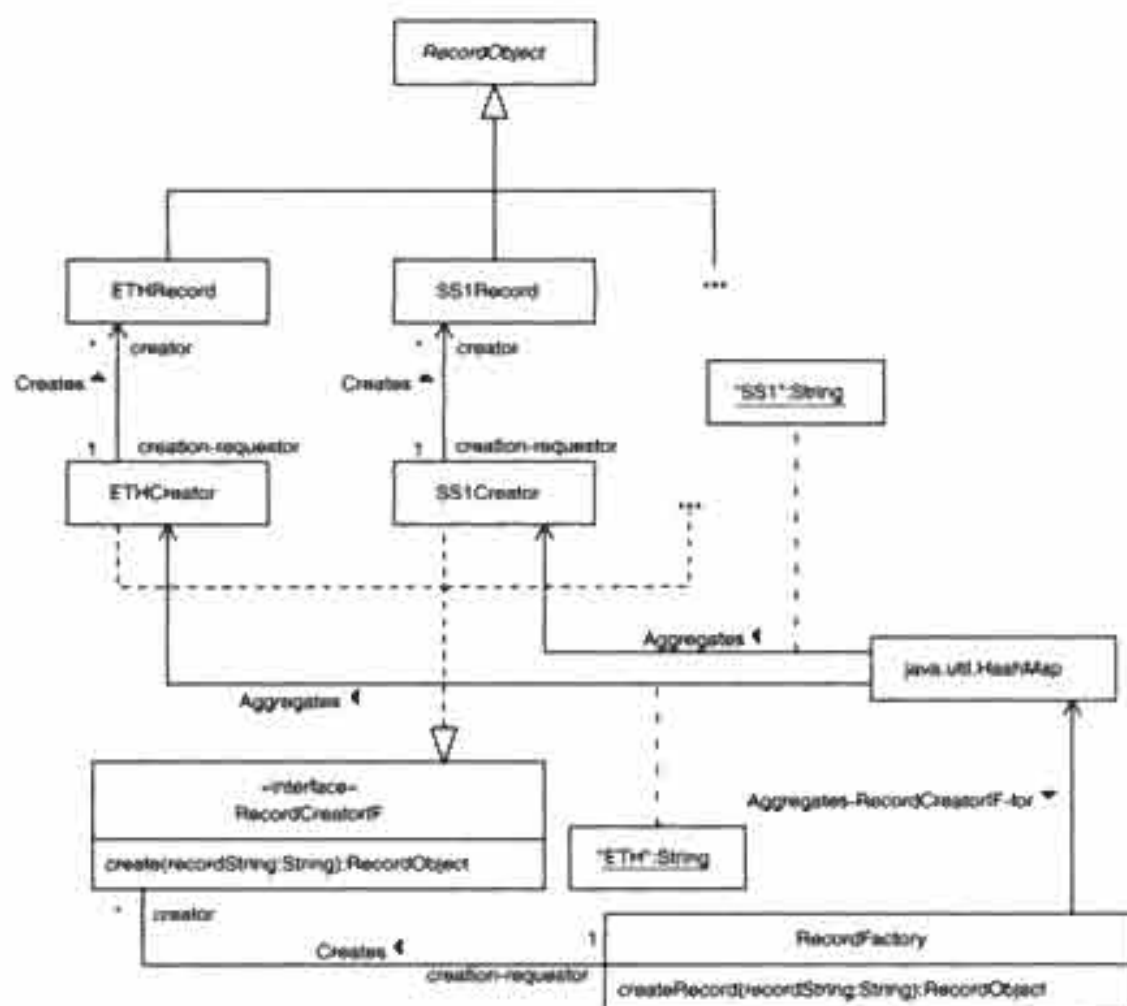 RecordObject
ETHRecord
SS1Record
...
* creator
* creator
Creates
Creates
"SS1":String
1 creation-requestor
1 creation-requestor
ETHCreator
SS1Creator
...
Aggregates
java.util.HashMap
Aggregates
~interface~
RecordCreatorIF
Aggregates-RecordCreatorIF-for
create(recordString:String):RecordObject
"ETH":String
* creator
1
RecordFactory
Creates
creation-requestor
createRecord(recordString:String):RecordObject